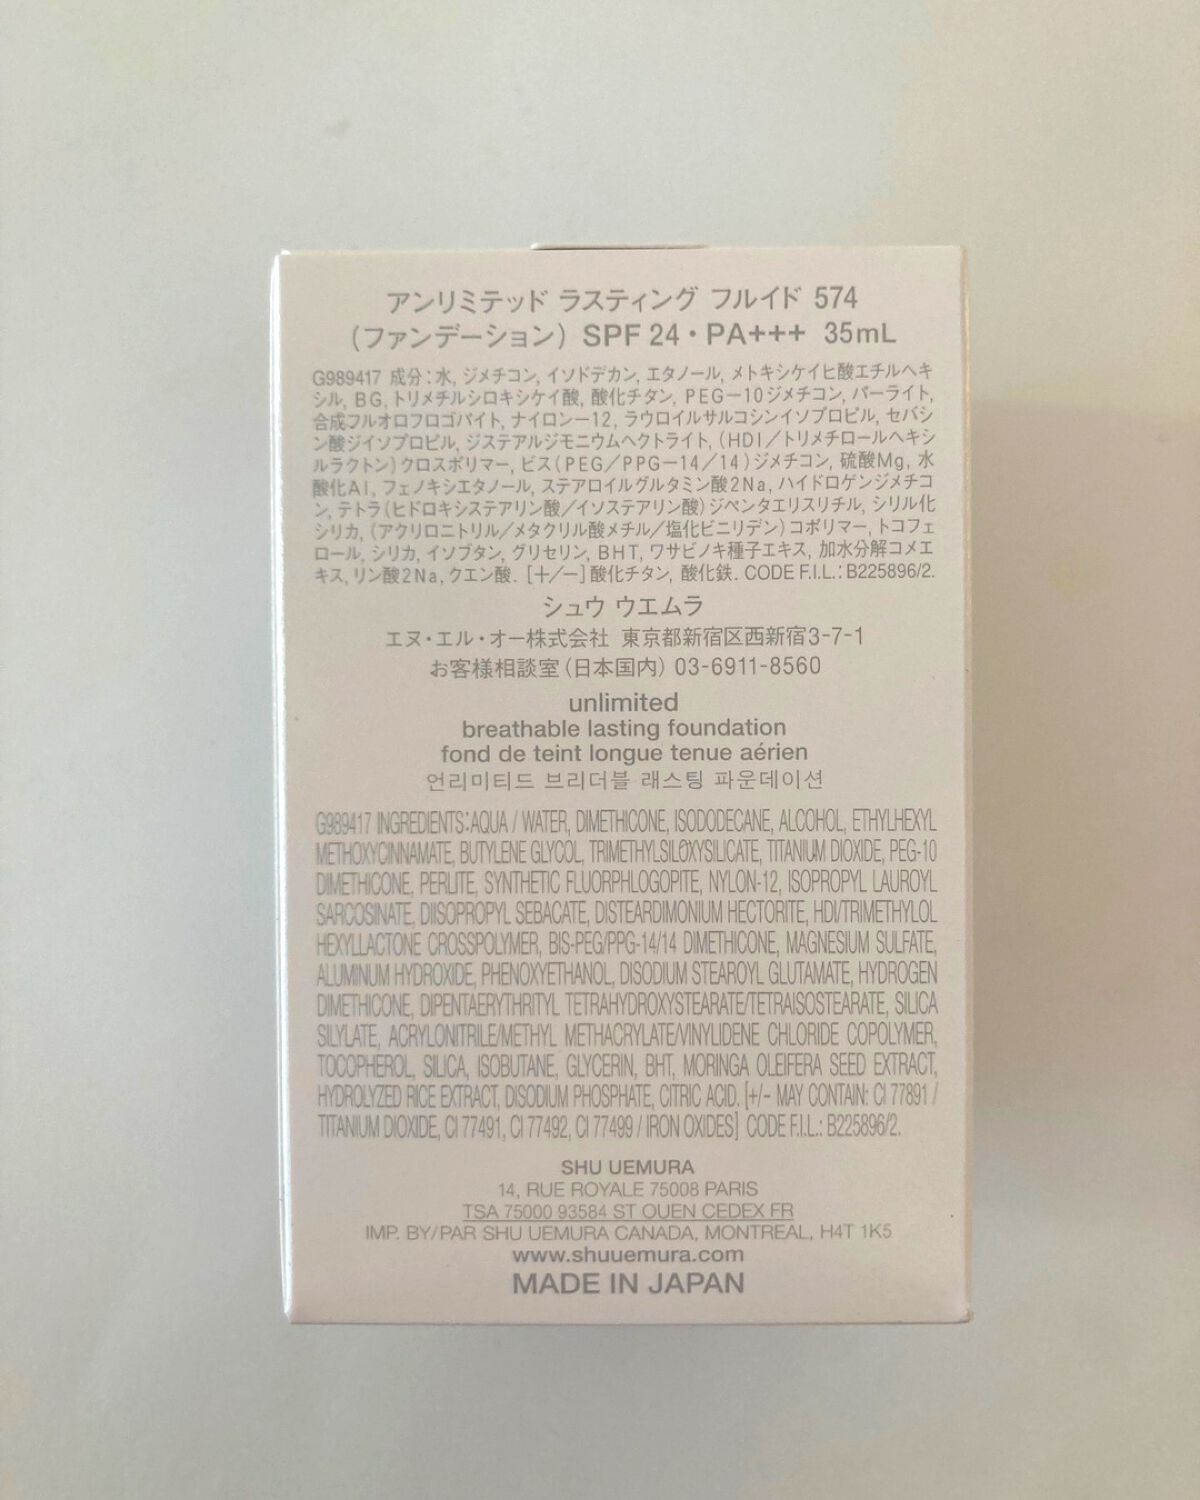 アンリミテッド ラスティング フルイド 574
(ファンデーション) SPF 24・PA+++ 35mL
G989417 成分:水, ジメチコン, イソドデカン, エタノール, メトキシケイヒ酸エチルヘキ
シル, BG, トリメチルシロキシケイ酸, 酸化チタン, PEG－10ジメチコン, パーライト,
合成フルオロフロゴパイト, ナイロン－12, ラウロイルサルコシンイソプロピル, セバシ
ン酸ジイソプロピル, ジステアルジモニウムヘクトライト, (HDI／トリメチロールヘキシ
ルラクトン)クロスポリマー, ビス(PEG／PPG－14／14)ジメチコン, 硫酸Mg, 水
酸化Al, フェノキシエタノール, ステアロイルグルタミン酸2Na, ハイドロゲンジメチコ
ン, テトラ(ヒドロキシステアリン酸／イソステアリン酸)ジペンタエリスリチル, シリル化
シリカ, (アクリロニトリル／メタクリル酸メチル／塩化ビニリデン)コポリマー, トコフェ
ロール, シリカ, イソブタン, グリセリン, BHT, ワサビノキ種子エキス, 加水分解コメエ
キス, リン酸2Na, クエン酸. [＋／－]酸化チタン, 酸化鉄. CODE F.I.L.: B225896/2.
シュウ ウエムラ
エヌ・エル・オー株式会社 東京都新宿区西新宿3-7-1
お客様相談室(日本国内) 03-6911-8560
unlimited
breathable lasting foundation
fond de teint longue tenue aérien
언리미티드 브리더블 래스팅 파운데이션
G989417 INGREDIENTS: AQUA / WATER, DIMETHICONE, ISODODECANE, ALCOHOL, ETHYLHEXYL
METHOXYCINNAMATE, BUTYLENE GLYCOL, TRIMETHYLSILOXYSILICATE, TITANIUM DIOXIDE, PEG-10
DIMETHICONE, PERLITE, SYNTHETIC FLUORPHLOGOPITE, NYLON-12, ISOPROPYL LAUROYL
SARCOSINATE, DIISOPROPYL SEBACATE, DISTEARDIMONIUM HECTORITE, HDI/TRIMETHYLOL
HEXYLLACTONE CROSSPOLYMER, BIS-PEG/PPG-14/14 DIMETHICONE, MAGNESIUM SULFATE,
ALUMINUM HYDROXIDE, PHENOXYETHANOL, DISODIUM STEAROYL GLUTAMATE, HYDROGEN
DIMETHICONE, DIPENTAERYTHRITYL TETRAHYDROXYSTEARATE/TETRAISOSTEARATE, SILICA
SILYLATE, ACRYLONITRILE/METHYL METHACRYLATE/VINYLIDENE CHLORIDE COPOLYMER,
TOCOPHEROL, SILICA, ISOBUTANE, GLYCERIN, BHT, MORINGA OLEIFERA SEED EXTRACT,
HYDROLYZED RICE EXTRACT, DISODIUM PHOSPHATE, CITRIC ACID. [+/- MAY CONTAIN: CI 77891 /
TITANIUM DIOXIDE, CI 77491, CI 77492, CI 77499 / IRON OXIDES] CODE F.I.L.: B225896/2.
SHU UEMURA
14, RUE ROYALE 75008 PARIS
TSA 75000 93584 ST OUEN CEDEX FR
IMP. BY/PAR SHU UEMURA CANADA, MONTREAL, H4T 1K5
www.shuuemura.com
MADE IN JAPAN